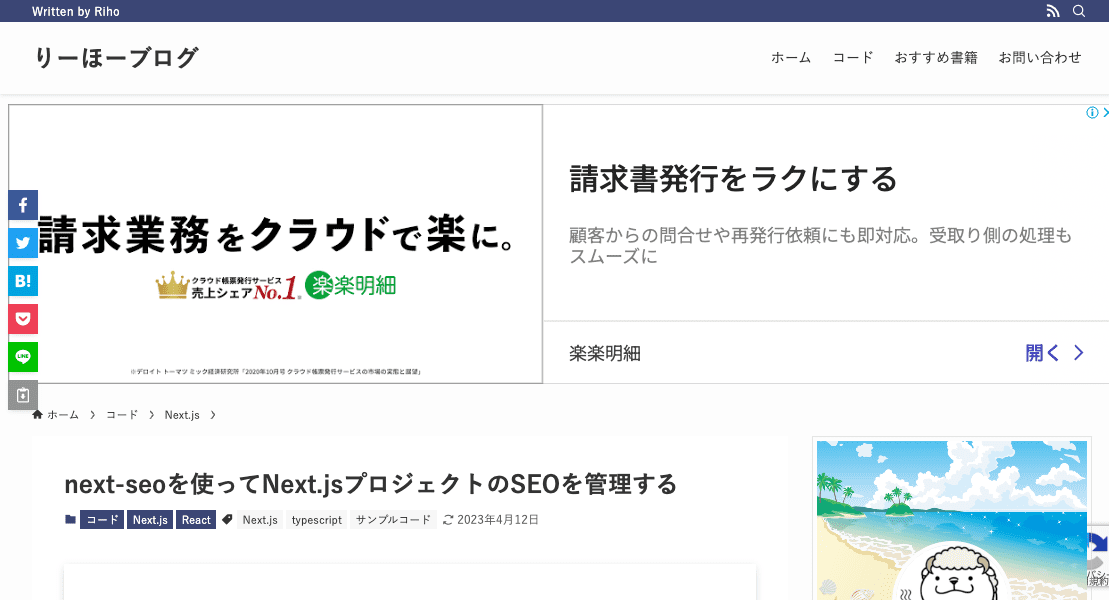 Written by Riho
りーほーブログ
ホーム コード おすすめ書籍 お問い合わせ
請求業務をクラウドで楽に。
クラウド帳票発行サービス
売上シェアNo.1※
楽楽明細
※デロイト トーマツ ミック経済研究所「2020年10月号 クラウド帳票発行サービスの市場の実態と展望」
請求書発行をラクにする
顧客からの問合せや再発行依頼にも即対応。受取り側の処理も
スムーズに
楽楽明細
開く
B!
LINE
ホーム コード Next.js
next-seoを使ってNext.jsプロジェクトのSEOを管理する
コード Next.js React Next.js typescript サンプルコード 2023年4月12日